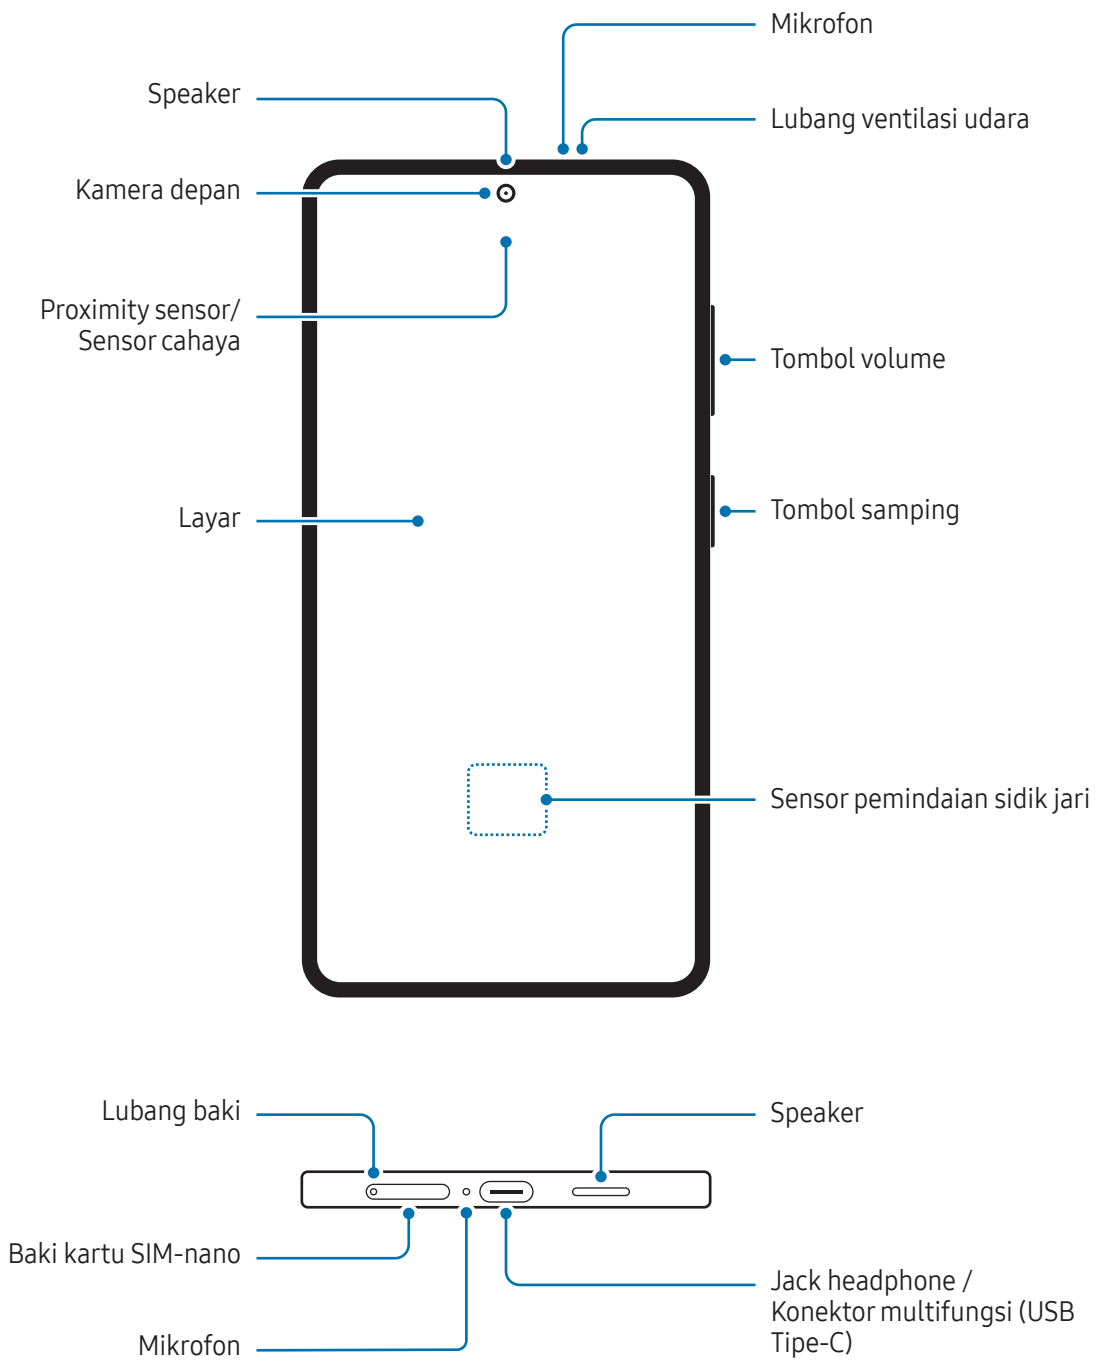 Mikrofon
Speaker
Lubang ventilasi udara
Kamera depan
Proximity sensor/
Sensor cahaya
Tombol volume
Layar
Tombol samping
Sensor pemindaian sidik jari
Lubang baki
Speaker
Baki kartu SIM-nano
Jack headphone /
Konektor multifungsi (USB
Tipe-C)
Mikrofon